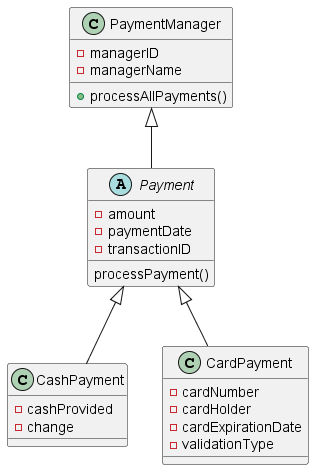 C PaymentManager
managerID
managerName
processAllPayments()
A Payment
amount
paymentDate
transactionID
processPayment()
C CashPayment
cashProvided
change
C CardPayment
cardNumber
cardHolder
cardExpirationDate
validationType